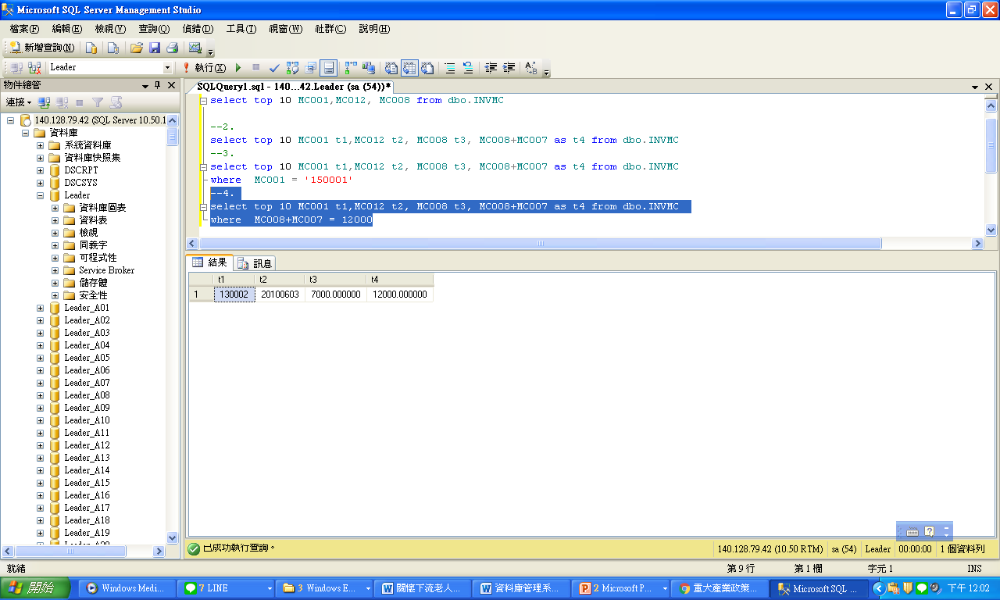 Microsoft SQL Server Management Studio
檔案(F) 編輯(E) 檢視(V) 查詢(Q) 偵錯(D) 工具(T) 視窗(W) 社群(C) 說明(H)
新增查詢(N)
Leader 執行(X)
物件總管
連接
140.128.79.42 (SQL Server 10.50.1
資料庫
系統資料庫
資料庫快照集
DSCRPT
DSCSYS
Leader
資料庫圖表
資料表
檢視
同義字
可程式性
Service Broker
儲存體
安全性
Leader_A01
Leader_A02
Leader_A03
Leader_A04
Leader_A05
Leader_A06
Leader_A07
Leader_A08
Leader_A09
Leader_A10
Leader_A11
Leader_A12
Leader_A13
Leader_A14
Leader_A15
Leader_A16
Leader_A17
Leader_A18
Leader_A19
Leader_A20
SQLQuery1.sql - 140...42.Leader (sa (54))*
select top 10 MC001,MC012, MC008 from dbo.INVMC
--2.
select top 10 MC001 t1,MC012 t2, MC008 t3, MC008+MC007 as t4 from dbo.INVMC
--3.
select top 10 MC001 t1,MC012 t2, MC008 t3, MC008+MC007 as t4 from dbo.INVMC
where  MC001 = '150001'
--4.
select top 10 MC001 t1,MC012 t2, MC008 t3, MC008+MC007 as t4 from dbo.INVMC
where  MC008+MC007 = 12000
結果 訊息
t1 t2 t3 t4
1 130002 20100603 7000.000000 12000.000000
已成功執行查詢。 140.128.79.42 (10.50 RTM) sa (54) Leader 00:00:00 1 個資料列
就緒 第 9 行 第 1 欄 字元 1 INS
開始 Windows Medi... 7 LINE 3 Windows E... 關懷下流老人... 資料庫管理系... 2 Microsoft P... 重大產業政策... Microsoft SQL ... 下午 12:02